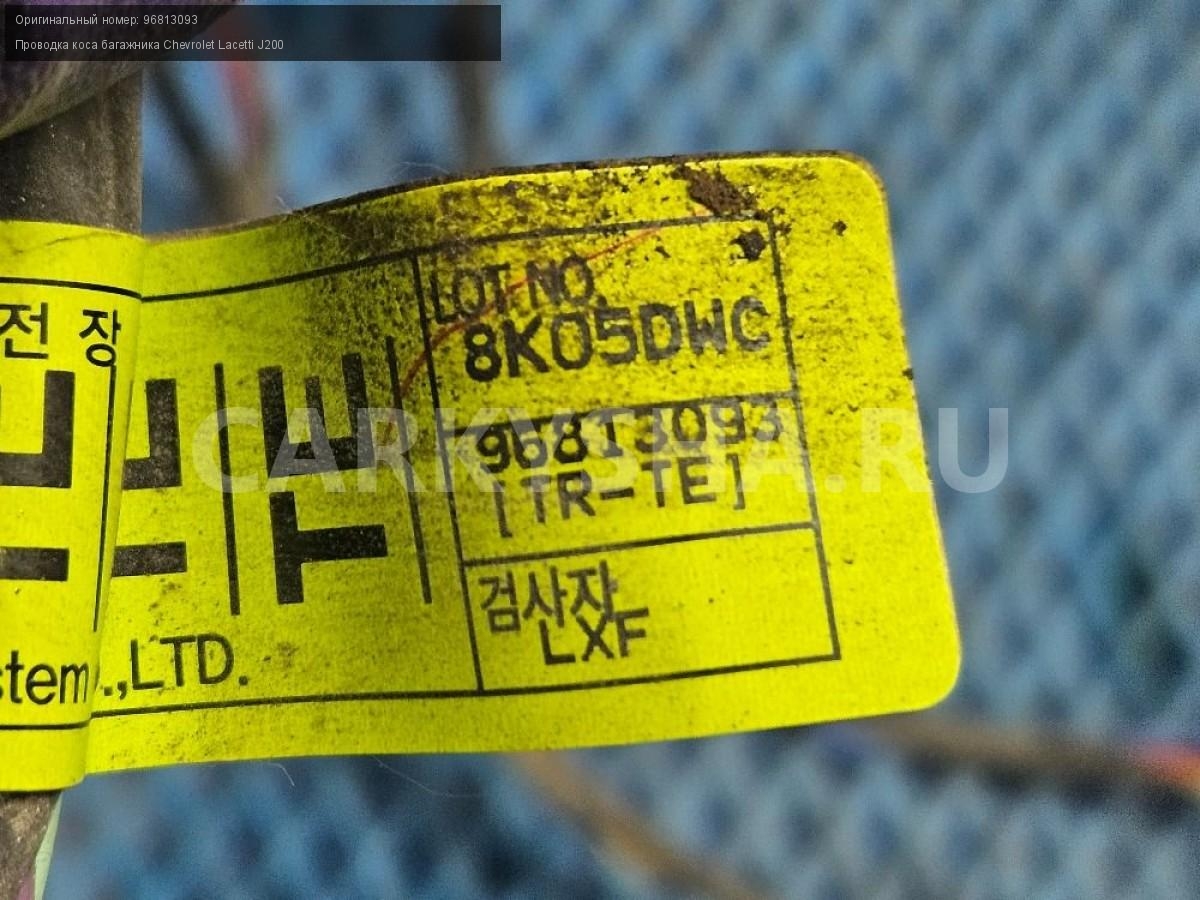 Оригинальный номер: 96813093
Проводка коса багажника Chevrolet Lacetti J200
전 장
LOT NO.
8K05DWC
96813093
[TR-TE]
검사자
LXF
stem
.,LTD.
CARKYSHA.RU